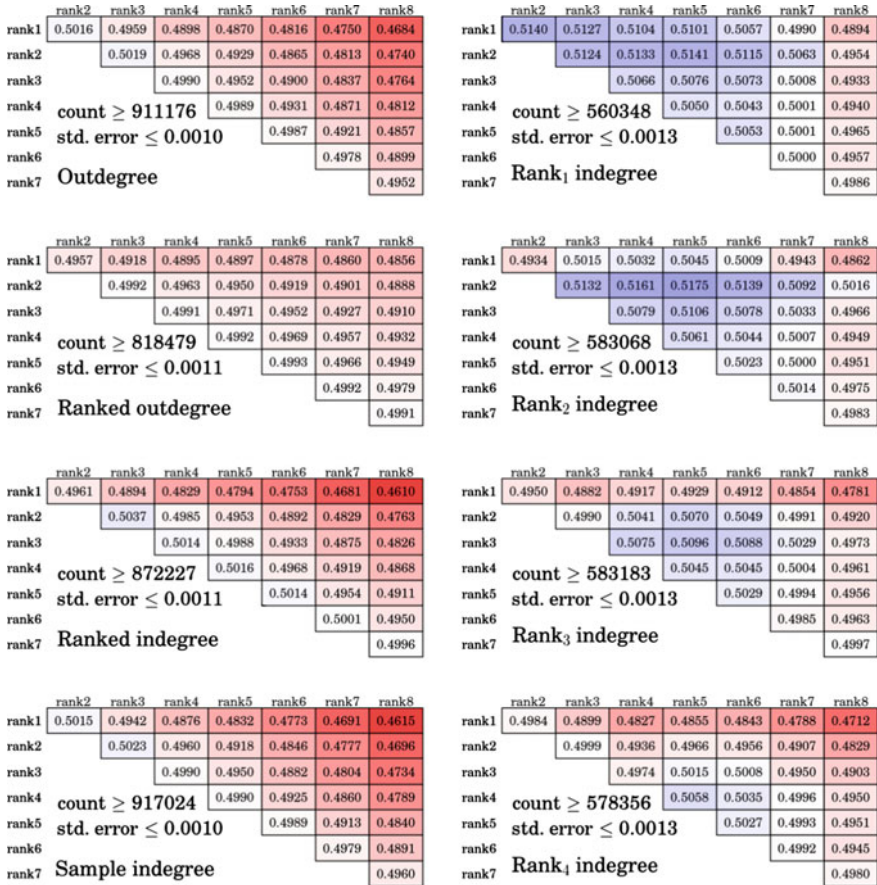 rank2 rank3 rank4 rank5 rank6 rank7 rank8
rank1 0.5016 0.4959 0.4898 0.4870 0.4816 0.4750 0.4684
rank2 0.5019 0.4968 0.4929 0.4865 0.4813 0.4740
rank3 0.4990 0.4952 0.4900 0.4837 0.4764
rank4 0.4989 0.4931 0.4871 0.4812
rank5 0.4987 0.4921 0.4857
rank6 0.4978 0.4899
rank7 0.4952
count ≥ 911176
std. error ≤ 0.0010
Outdegree
rank2 rank3 rank4 rank5 rank6 rank7 rank8
rank1 0.5140 0.5127 0.5104 0.5101 0.5057 0.4990 0.4894
rank2 0.5124 0.5133 0.5141 0.5115 0.5063 0.4954
rank3 0.5066 0.5076 0.5073 0.5008 0.4933
rank4 0.5050 0.5043 0.5001 0.4940
rank5 0.5053 0.5001 0.4965
rank6 0.5000 0.4957
rank7 0.4986
count ≥ 560348
std. error ≤ 0.0013
Rank₁ indegree
rank2 rank3 rank4 rank5 rank6 rank7 rank8
rank1 0.4957 0.4918 0.4895 0.4897 0.4878 0.4860 0.4856
rank2 0.4992 0.4963 0.4950 0.4919 0.4901 0.4888
rank3 0.4991 0.4971 0.4952 0.4927 0.4910
rank4 0.4992 0.4969 0.4957 0.4932
rank5 0.4993 0.4966 0.4949
rank6 0.4992 0.4979
rank7 0.4991
count ≥ 818479
std. error ≤ 0.0011
Ranked outdegree
rank2 rank3 rank4 rank5 rank6 rank7 rank8
rank1 0.4934 0.5015 0.5032 0.5045 0.5009 0.4943 0.4862
rank2 0.5132 0.5161 0.5175 0.5139 0.5092 0.5016
rank3 0.5079 0.5106 0.5078 0.5033 0.4966
rank4 0.5061 0.5044 0.5007 0.4949
rank5 0.5023 0.5000 0.4951
rank6 0.5014 0.4975
rank7 0.4983
count ≥ 583068
std. error ≤ 0.0013
Rank₂ indegree
rank2 rank3 rank4 rank5 rank6 rank7 rank8
rank1 0.4961 0.4894 0.4829 0.4794 0.4753 0.4681 0.4610
rank2 0.5037 0.4985 0.4953 0.4892 0.4829 0.4763
rank3 0.5014 0.4988 0.4933 0.4875 0.4826
rank4 0.5016 0.4968 0.4919 0.4868
rank5 0.5014 0.4954 0.4911
rank6 0.5001 0.4950
rank7 0.4996
count ≥ 872227
std. error ≤ 0.0011
Ranked indegree
rank2 rank3 rank4 rank5 rank6 rank7 rank8
rank1 0.4950 0.4882 0.4917 0.4929 0.4912 0.4854 0.4781
rank2 0.4990 0.5041 0.5070 0.5049 0.4991 0.4920
rank3 0.5075 0.5096 0.5088 0.5029 0.4973
rank4 0.5045 0.5045 0.5004 0.4961
rank5 0.5029 0.4994 0.4956
rank6 0.4985 0.4963
rank7 0.4997
count ≥ 583183
std. error ≤ 0.0013
Rank₃ indegree
rank2 rank3 rank4 rank5 rank6 rank7 rank8
rank1 0.5015 0.4942 0.4876 0.4832 0.4773 0.4691 0.4615
rank2 0.5023 0.4960 0.4918 0.4846 0.4777 0.4696
rank3 0.4990 0.4950 0.4882 0.4804 0.4734
rank4 0.4990 0.4925 0.4860 0.4789
rank5 0.4989 0.4913 0.4840
rank6 0.4979 0.4891
rank7 0.4960
count ≥ 917024
std. error ≤ 0.0010
Sample indegree
rank2 rank3 rank4 rank5 rank6 rank7 rank8
rank1 0.4984 0.4899 0.4827 0.4855 0.4843 0.4788 0.4712
rank2 0.4999 0.4936 0.4966 0.4956 0.4907 0.4829
rank3 0.4974 0.5015 0.5008 0.4950 0.4903
rank4 0.5058 0.5035 0.4996 0.4950
rank5 0.5027 0.4993 0.4951
rank6 0.4992 0.4945
rank7 0.4980
count ≥ 578356
std. error ≤ 0.0013
Rank₄ indegree